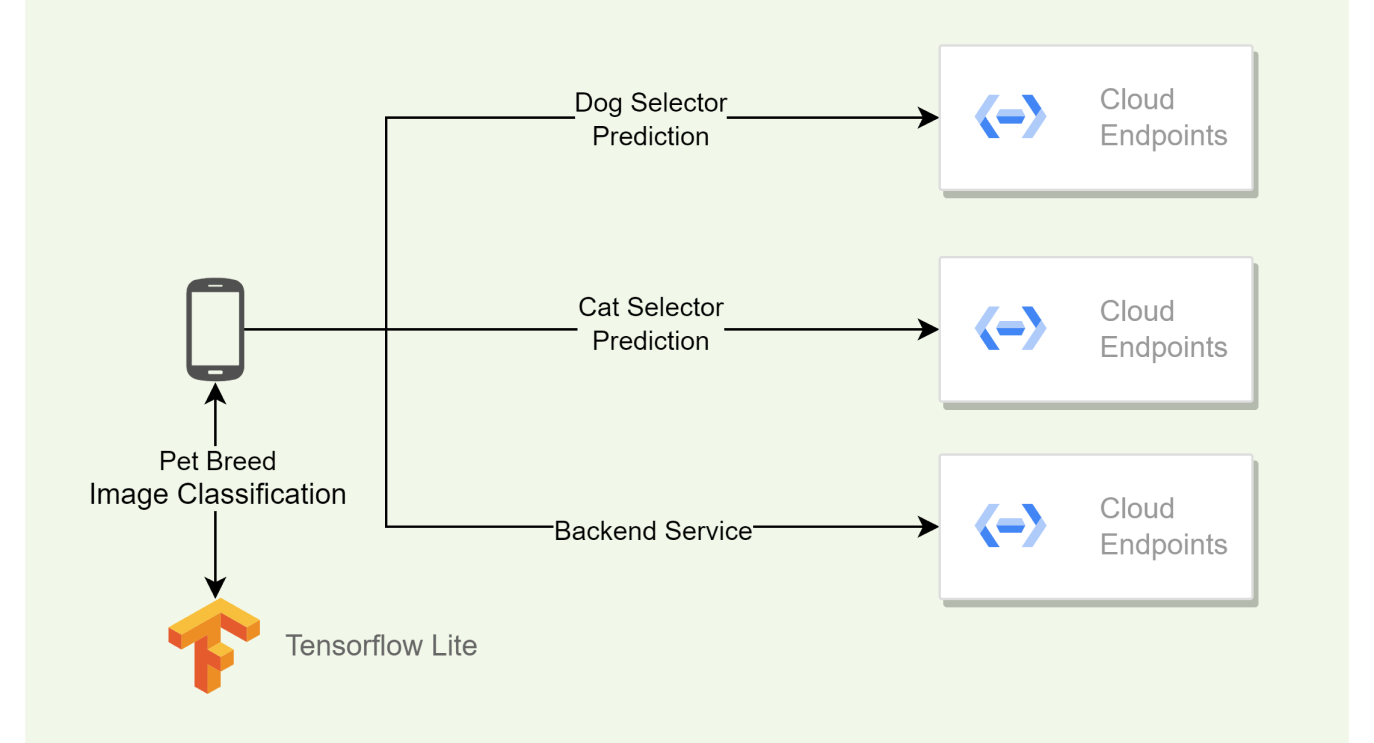 Dog Selector
Prediction
Cloud
Endpoints
Cat Selector
Prediction
Cloud
Endpoints
Pet Breed
Image Classification
Backend Service
Cloud
Endpoints
Tensorflow Lite